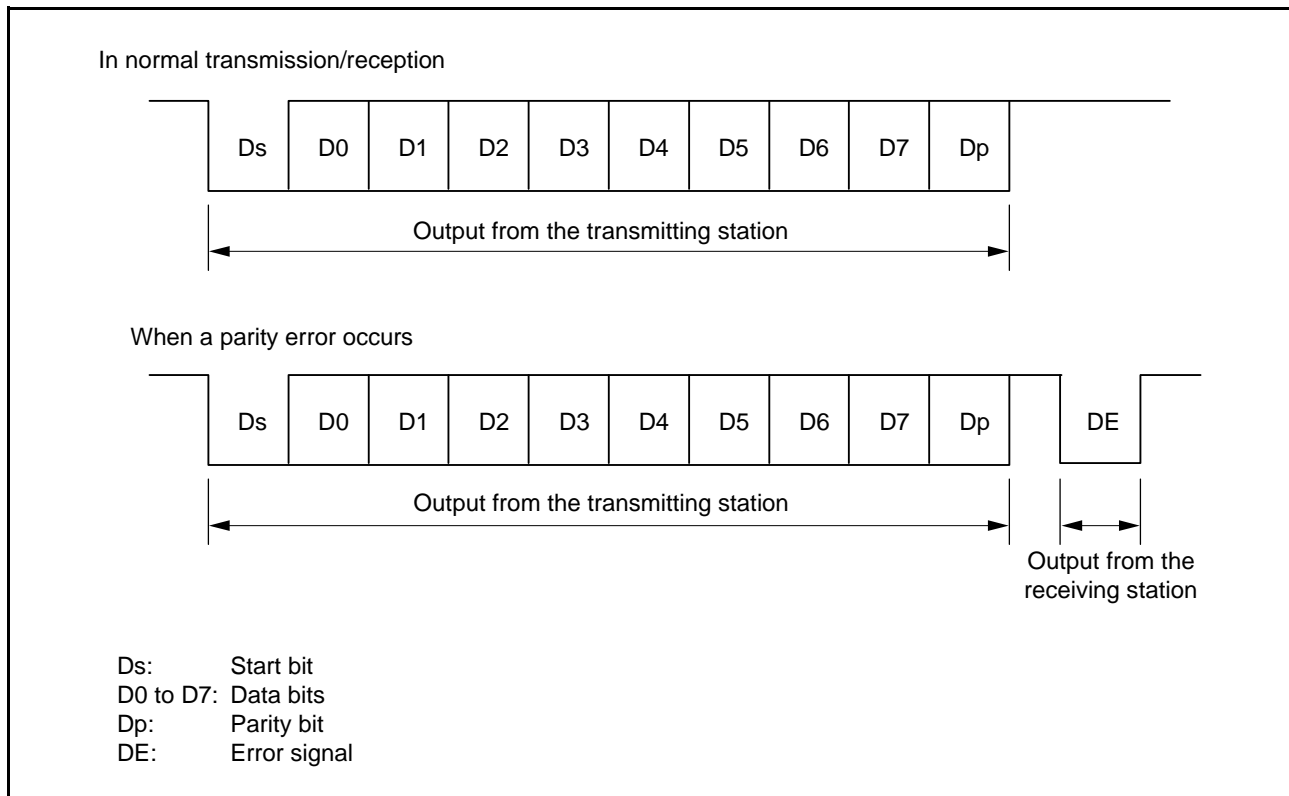 In normal transmission/reception
Ds D0 D1 D2 D3 D4 D5 D6 D7 Dp
Output from the transmitting station
When a parity error occurs
Ds D0 D1 D2 D3 D4 D5 D6 D7 Dp DE
Output from the transmitting station
Output from the
receiving station
Ds: Start bit
D0 to D7: Data bits
Dp: Parity bit
DE: Error signal